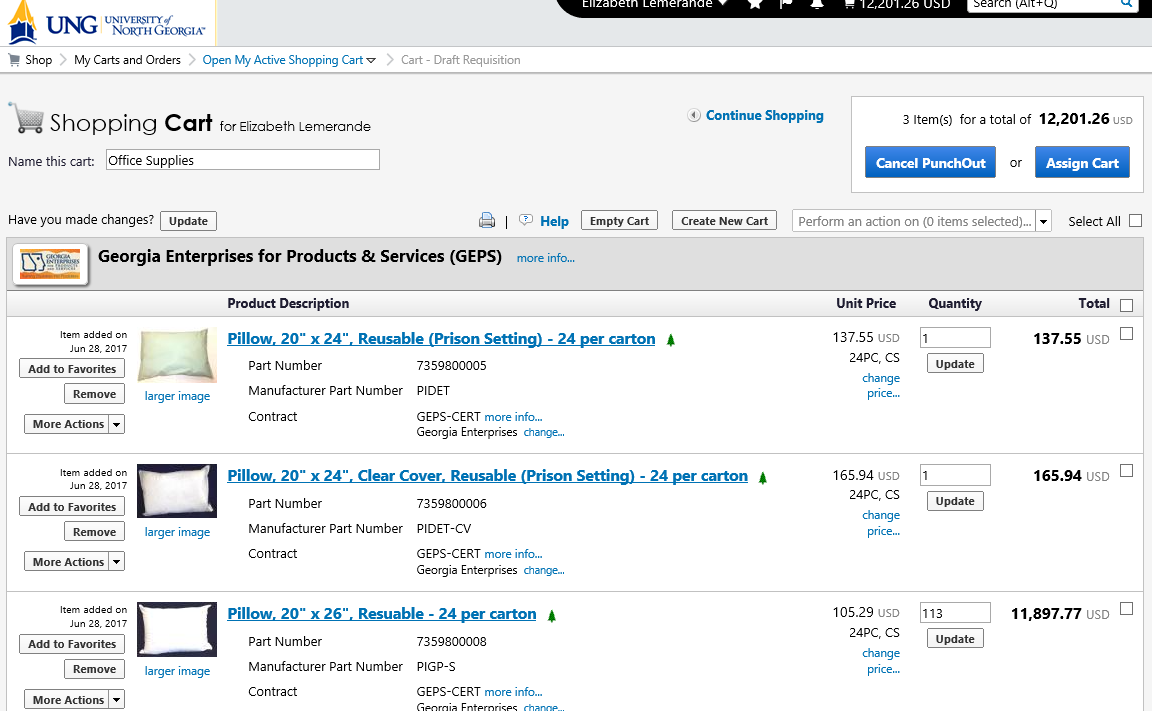 Elizabeth Lemerande 12,201.26 USD Search (Alt+Q)
UNG UNIVERSITY of NORTH GEORGIA
Shop My Carts and Orders Open My Active Shopping Cart Cart - Draft Requisition
Shopping Cart for Elizabeth Lemerande
Continue Shopping
3 Item(s) for a total of 12,201.26 USD
Name this cart: Office Supplies
Cancel PunchOut or Assign Cart
Have you made changes? Update
Help Empty Cart Create New Cart Perform an action on (0 items selected)... Select All
GEORGIA ENTERPRISES
Georgia Enterprises for Products & Services (GEPS) more info...
Product Description Unit Price Quantity Total
Item added on
Jun 28, 2017
Add to Favorites
Remove
More Actions
larger image
Pillow, 20" x 24", Reusable (Prison Setting) - 24 per carton
Part Number 7359800005
Manufacturer Part Number PIDET
Contract GEPS-CERT more info...
Georgia Enterprises change...
137.55 USD
24PC, CS
change
price...
1
Update
137.55 USD
Item added on
Jun 28, 2017
Add to Favorites
Remove
More Actions
larger image
Pillow, 20" x 24", Clear Cover, Reusable (Prison Setting) - 24 per carton
Part Number 7359800006
Manufacturer Part Number PIDET-CV
Contract GEPS-CERT more info...
Georgia Enterprises change...
165.94 USD
24PC, CS
change
price...
1
Update
165.94 USD
Item added on
Jun 28, 2017
Add to Favorites
Remove
More Actions
larger image
Pillow, 20" x 26", Resuable - 24 per carton
Part Number 7359800008
Manufacturer Part Number PIGP-S
Contract GEPS-CERT more info...
Georgia Enterprises change...
105.29 USD
24PC, CS
change
price...
113
Update
11,897.77 USD